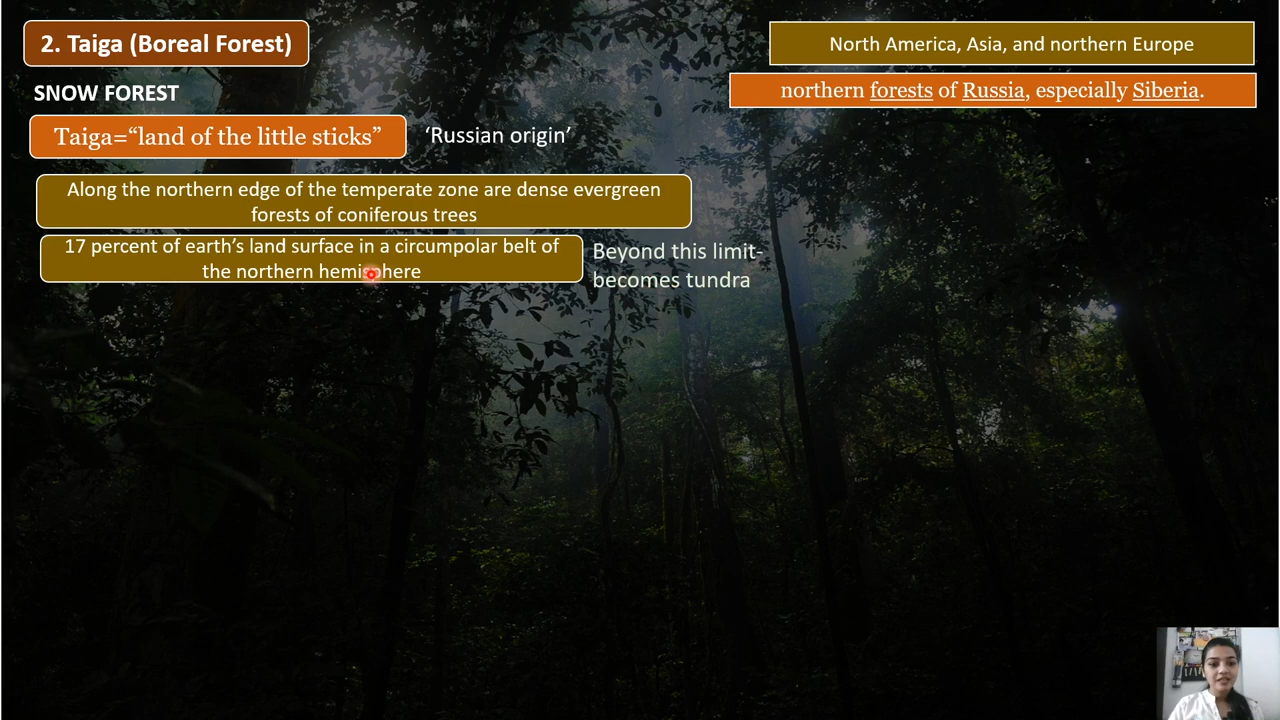 2. Taiga (Boreal Forest)
North America, Asia, and northern Europe
SNOW FOREST
northern forests of Russia, especially Siberia.
Taiga=“land of the little sticks”
‘Russian origin’
Along the northern edge of the temperate zone are dense evergreen
forests of coniferous trees
17 percent of earth’s land surface in a circumpolar belt of
the northern hemisphere
Beyond this limit-
becomes tundra